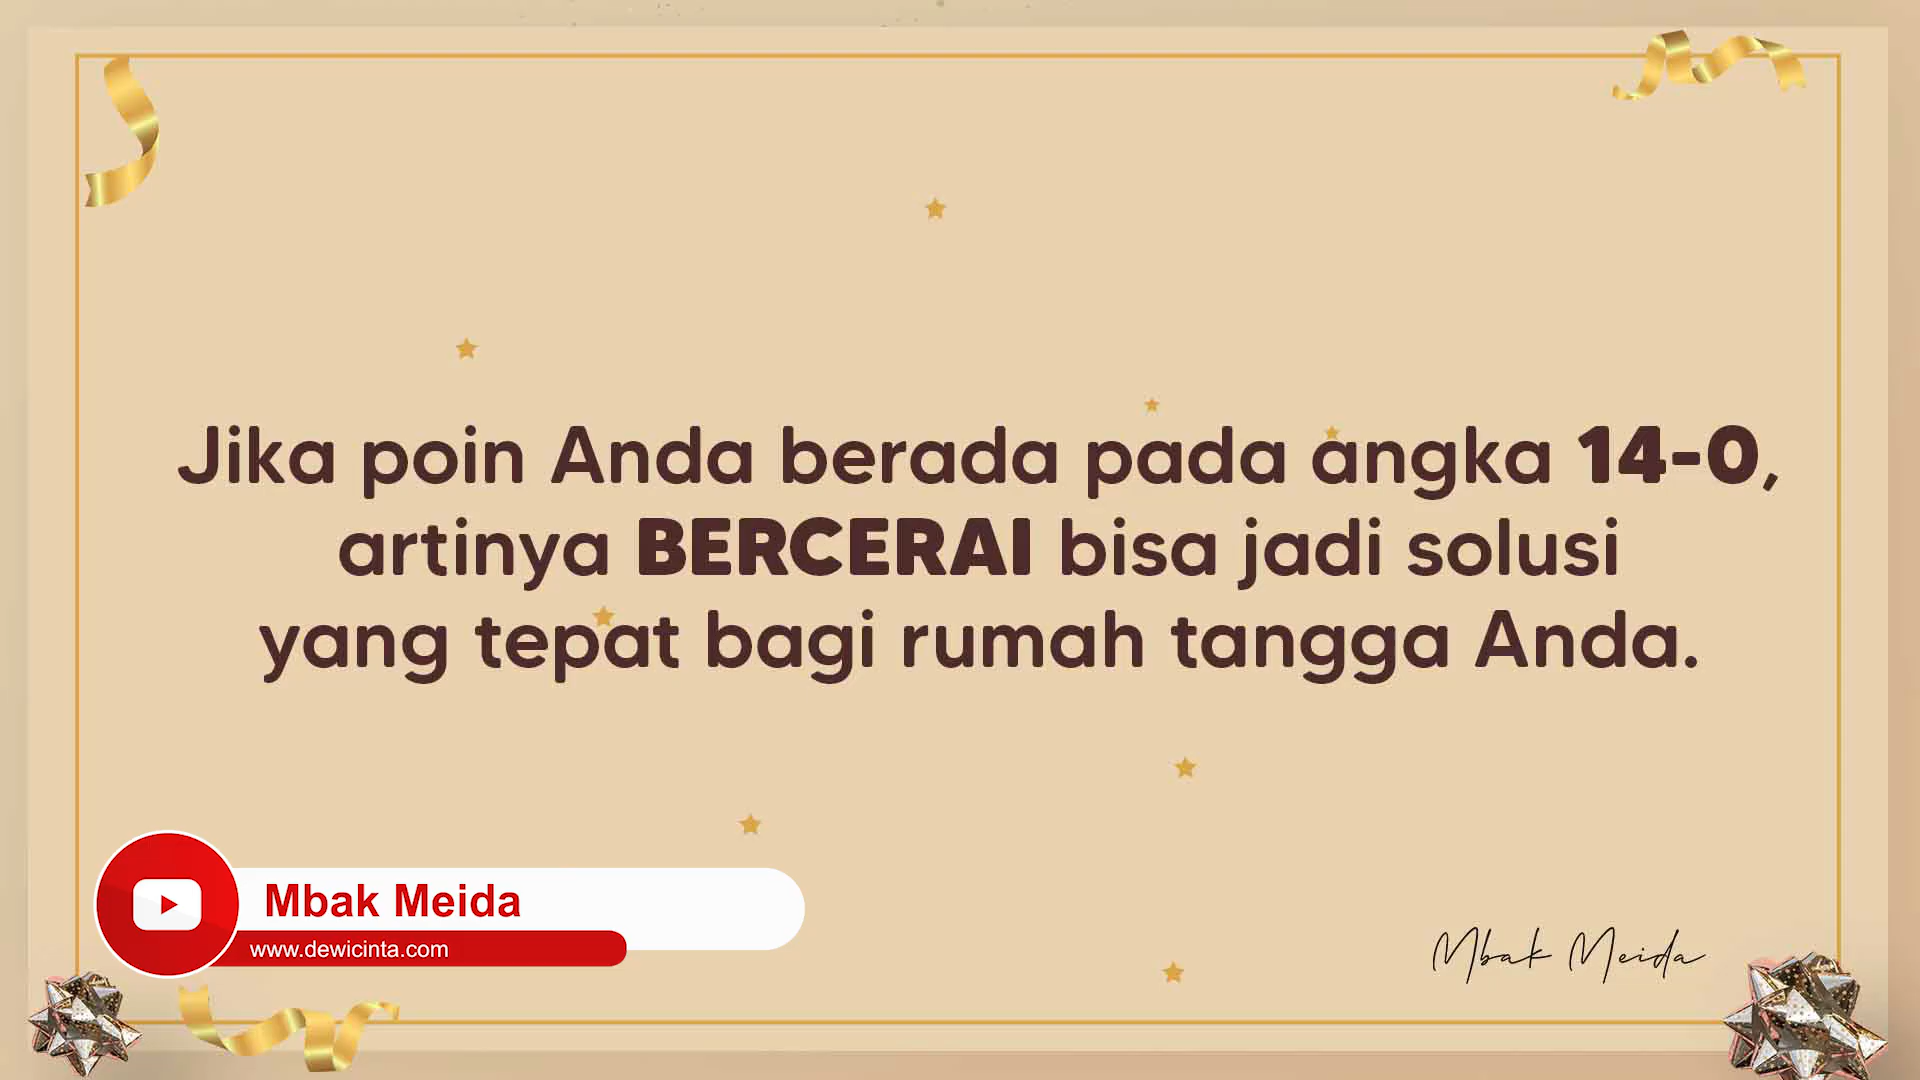 Jika poin Anda berada pada angka 14-0,
artinya BERCERAI bisa jadi solusi
yang tepat bagi rumah tangga Anda.
Mbak Meida
www.dewicinta.com
Mbak Meida